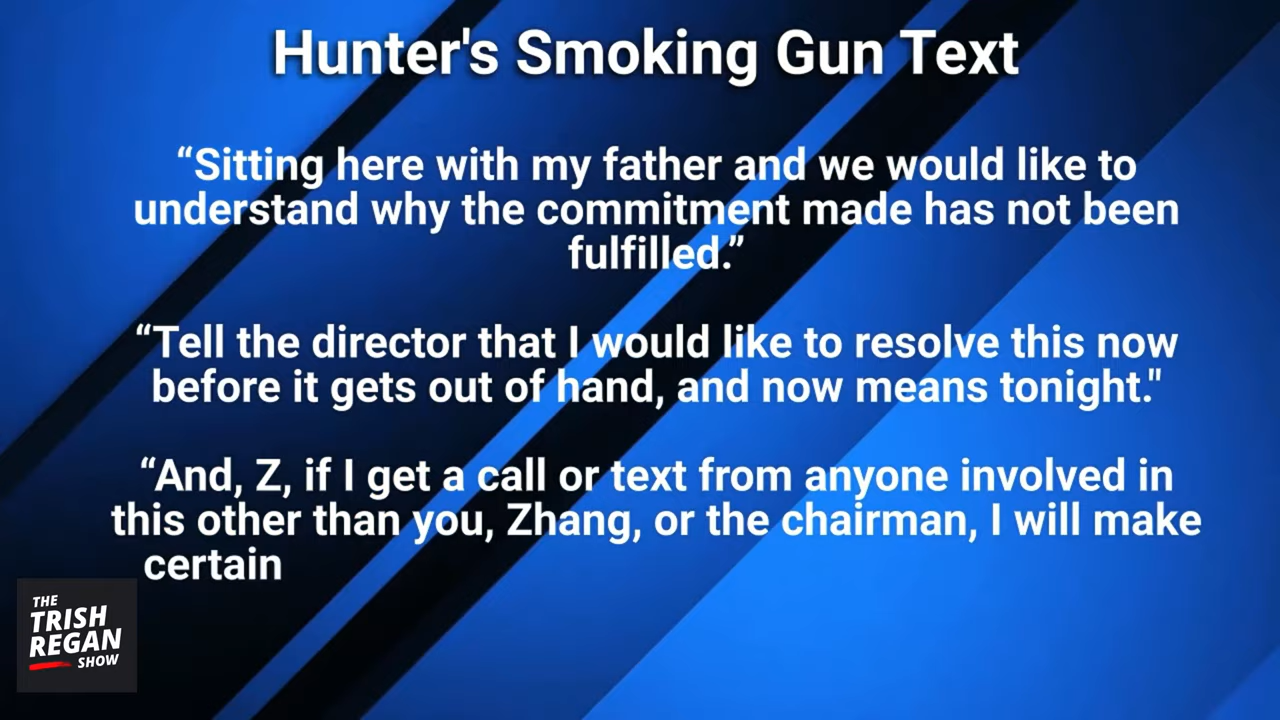 Hunter's Smoking Gun Text
“Sitting here with my father and we would like to
understand why the commitment made has not been
fulfilled.”
“Tell the director that I would like to resolve this now
before it gets out of hand, and now means tonight."
“And, Z, if I get a call or text from anyone involved in
this other than you, Zhang, or the chairman, I will make
certain
THE
TRISH
REGAN
SHOW